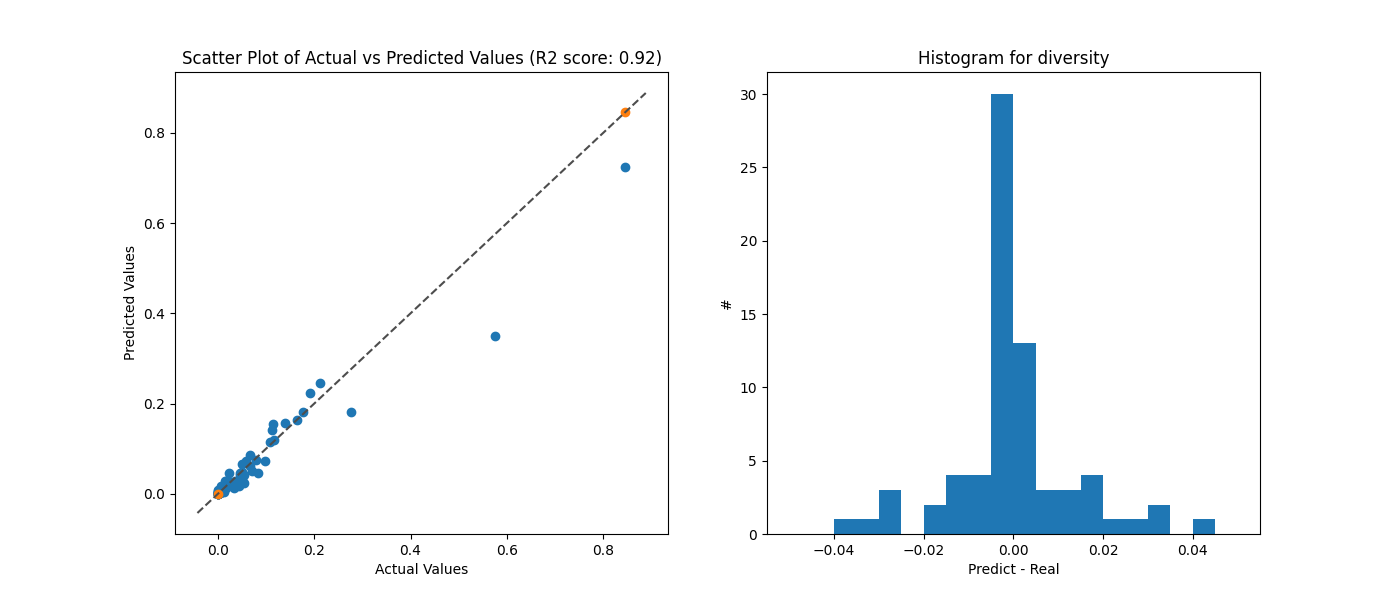 Scatter Plot of Actual vs Predicted Values (R2 score: 0.92)
0.8
0.6
0.4
0.2
0.0
Predicted Values
0.0 0.2 0.4 0.6 0.8
Actual Values
Histogram for diversity
30
25
20
15
10
5
0
#
−0.04 −0.02 0.00 0.02 0.04
Predict - Real